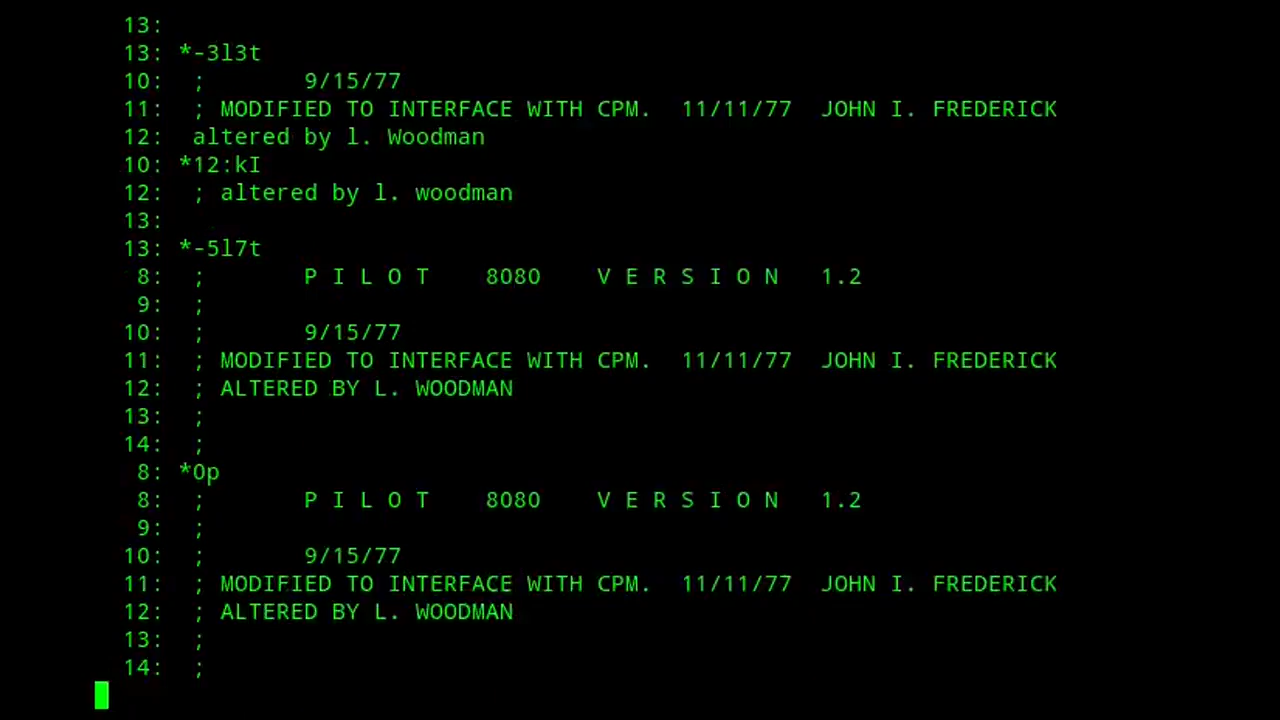 13:
13: *-3l3t
10: ; 9/15/77
11: ; MODIFIED TO INTERFACE WITH CPM. 11/11/77 JOHN I. FREDERICK
12: altered by l. Woodman
10: *12:kI
12: ; altered by l. woodman
13:
13: *-5l7t
8: ; P I L O T 8080 V E R S I O N 1.2
9: ;
10: ; 9/15/77
11: ; MODIFIED TO INTERFACE WITH CPM. 11/11/77 JOHN I. FREDERICK
12: ; ALTERED BY L. WOODMAN
13: ;
14: ;
8: *0p
8: ; P I L O T 8080 V E R S I O N 1.2
9: ;
10: ; 9/15/77
11: ; MODIFIED TO INTERFACE WITH CPM. 11/11/77 JOHN I. FREDERICK
12: ; ALTERED BY L. WOODMAN
13: ;
14: ;